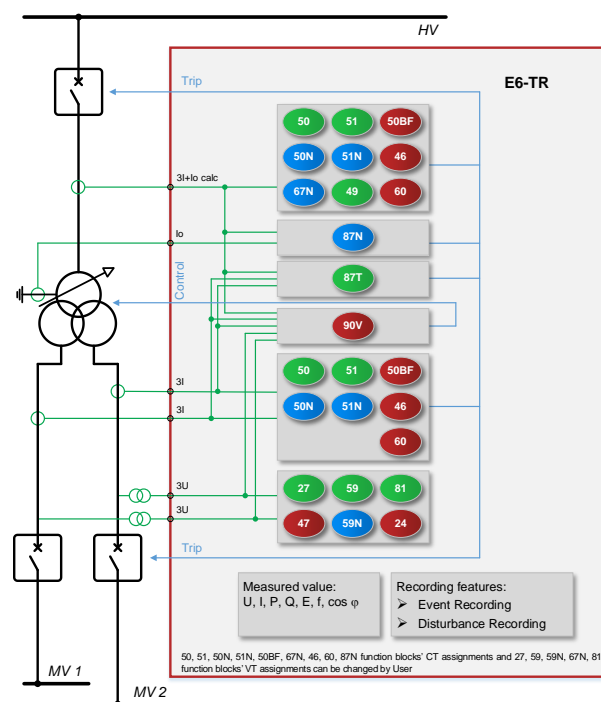 HV
E6-TR
Trip
50 51 50BF
50N 51N 46
3I+Io calc
67N 49 60
Io
87N
Control
87T
90V
50 51 50BF
3I
50N 51N 46
3I
60
3U
27 59 81
3U
47 59N 24
Trip
Measured value:
U, I, P, Q, E, f, cos φ
Recording features:
➢ Event Recording
➢ Disturbance Recording
50, 51, 50N, 51N, 50BF, 67N, 46, 60, 87N function blocks' CT assignments and 27, 59, 59N, 67N, 81
function blocks' VT assignments can be changed by User
MV 1
MV 2